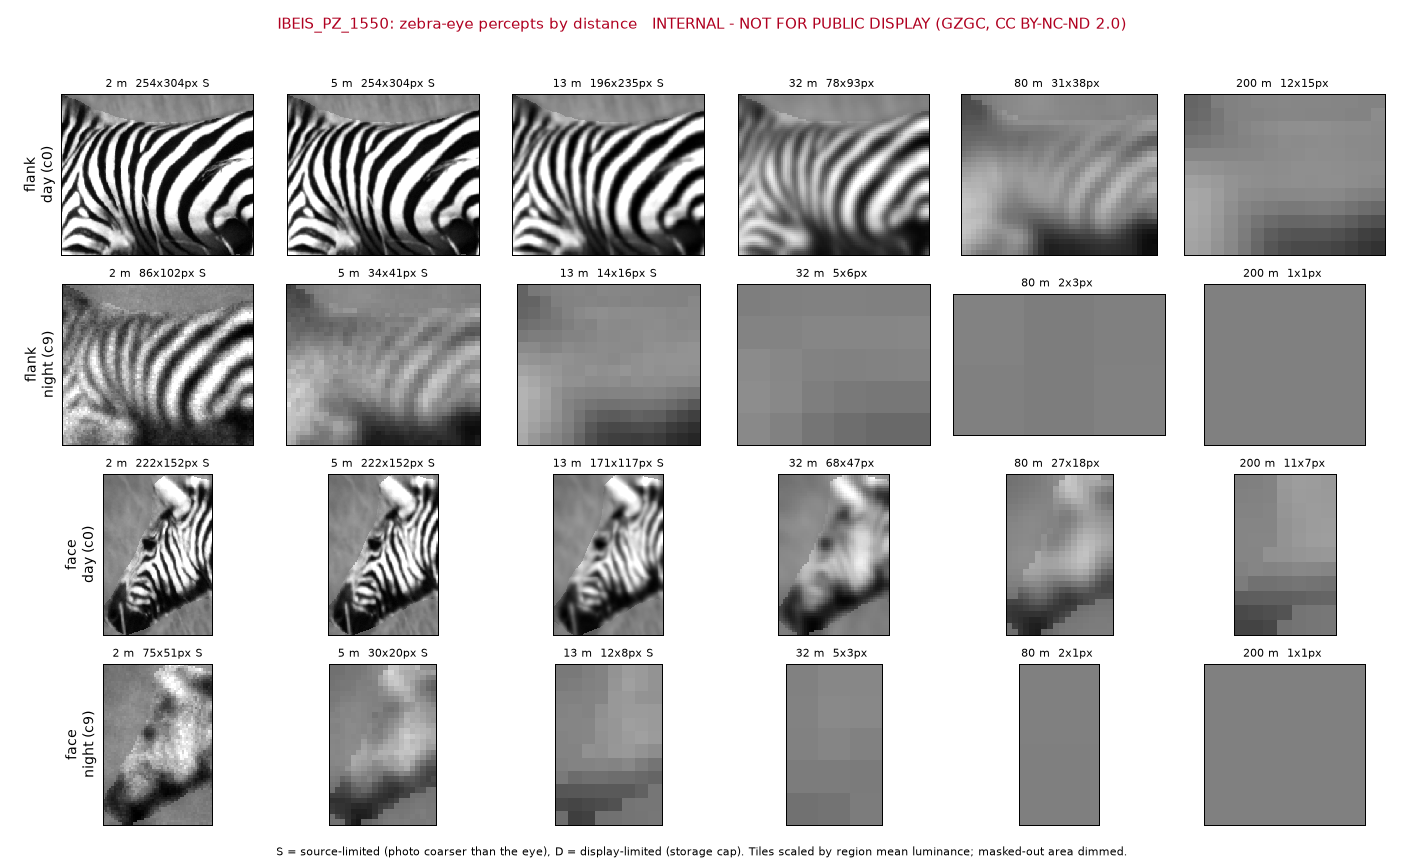 IBEIS_PZ_1550: zebra-eye percepts by distance   INTERNAL - NOT FOR PUBLIC DISPLAY (GZGC, CC BY-NC-ND 2.0)
2 m  254x304px S
5 m  254x304px S
13 m  196x235px S
32 m  78x93px
80 m  31x38px
200 m  12x15px
flank
day (c0)
2 m  86x102px S
5 m  34x41px S
13 m  14x16px S
32 m  5x6px
80 m  2x3px
200 m  1x1px
flank
night (c9)
2 m  222x152px S
5 m  222x152px S
13 m  171x117px S
32 m  68x47px
80 m  27x18px
200 m  11x7px
face
day (c0)
2 m  75x51px S
5 m  30x20px S
13 m  12x8px S
32 m  5x3px
80 m  2x1px
200 m  1x1px
face
night (c9)
S = source-limited (photo coarser than the eye), D = display-limited (storage cap). Tiles scaled by region mean luminance; masked-out area dimmed.